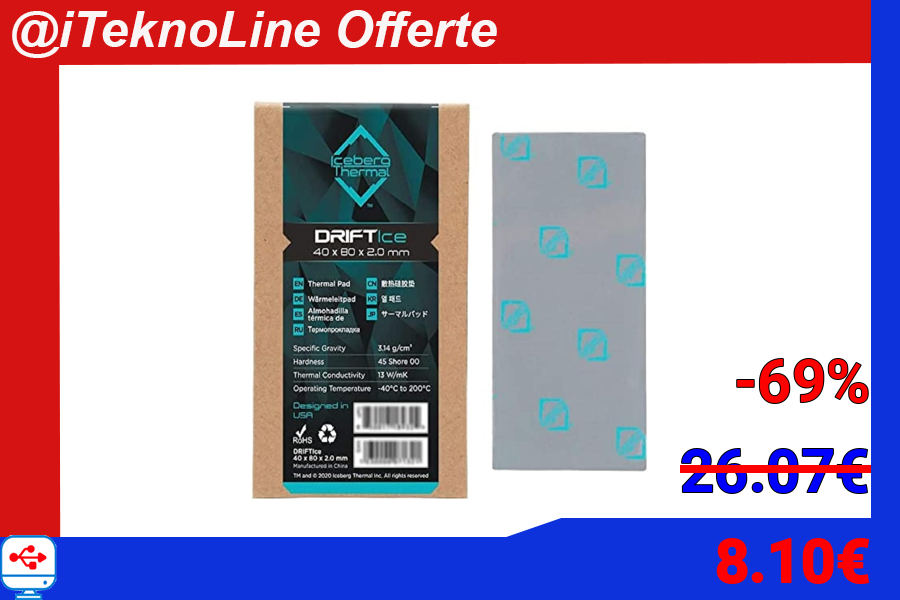 @iTeknoLine Offerte
Iceberg
Thermal
™
DRIFTIce
40 x 80 x 2.0 mm
EN Thermal Pad
CN 散热硅胶垫
DE Wärmeleitpad
KR 열 패드
ES Almohadilla térmica de
JP サーマルパッド
RU Термопрокладка
Specific Gravity 3.14 g/cm³
Hardness 45 Shore 00
Thermal Conductivity 13 W/mK
Operating Temperature -40°C to 200°C
Designed in
USA
RoHS
DRIFTIce
40 x 80 x 2.0 mm
Manufactured in China
TM and © 2020 Iceberg Thermal Inc. All rights reserved
-69%
26.07€
8.10€